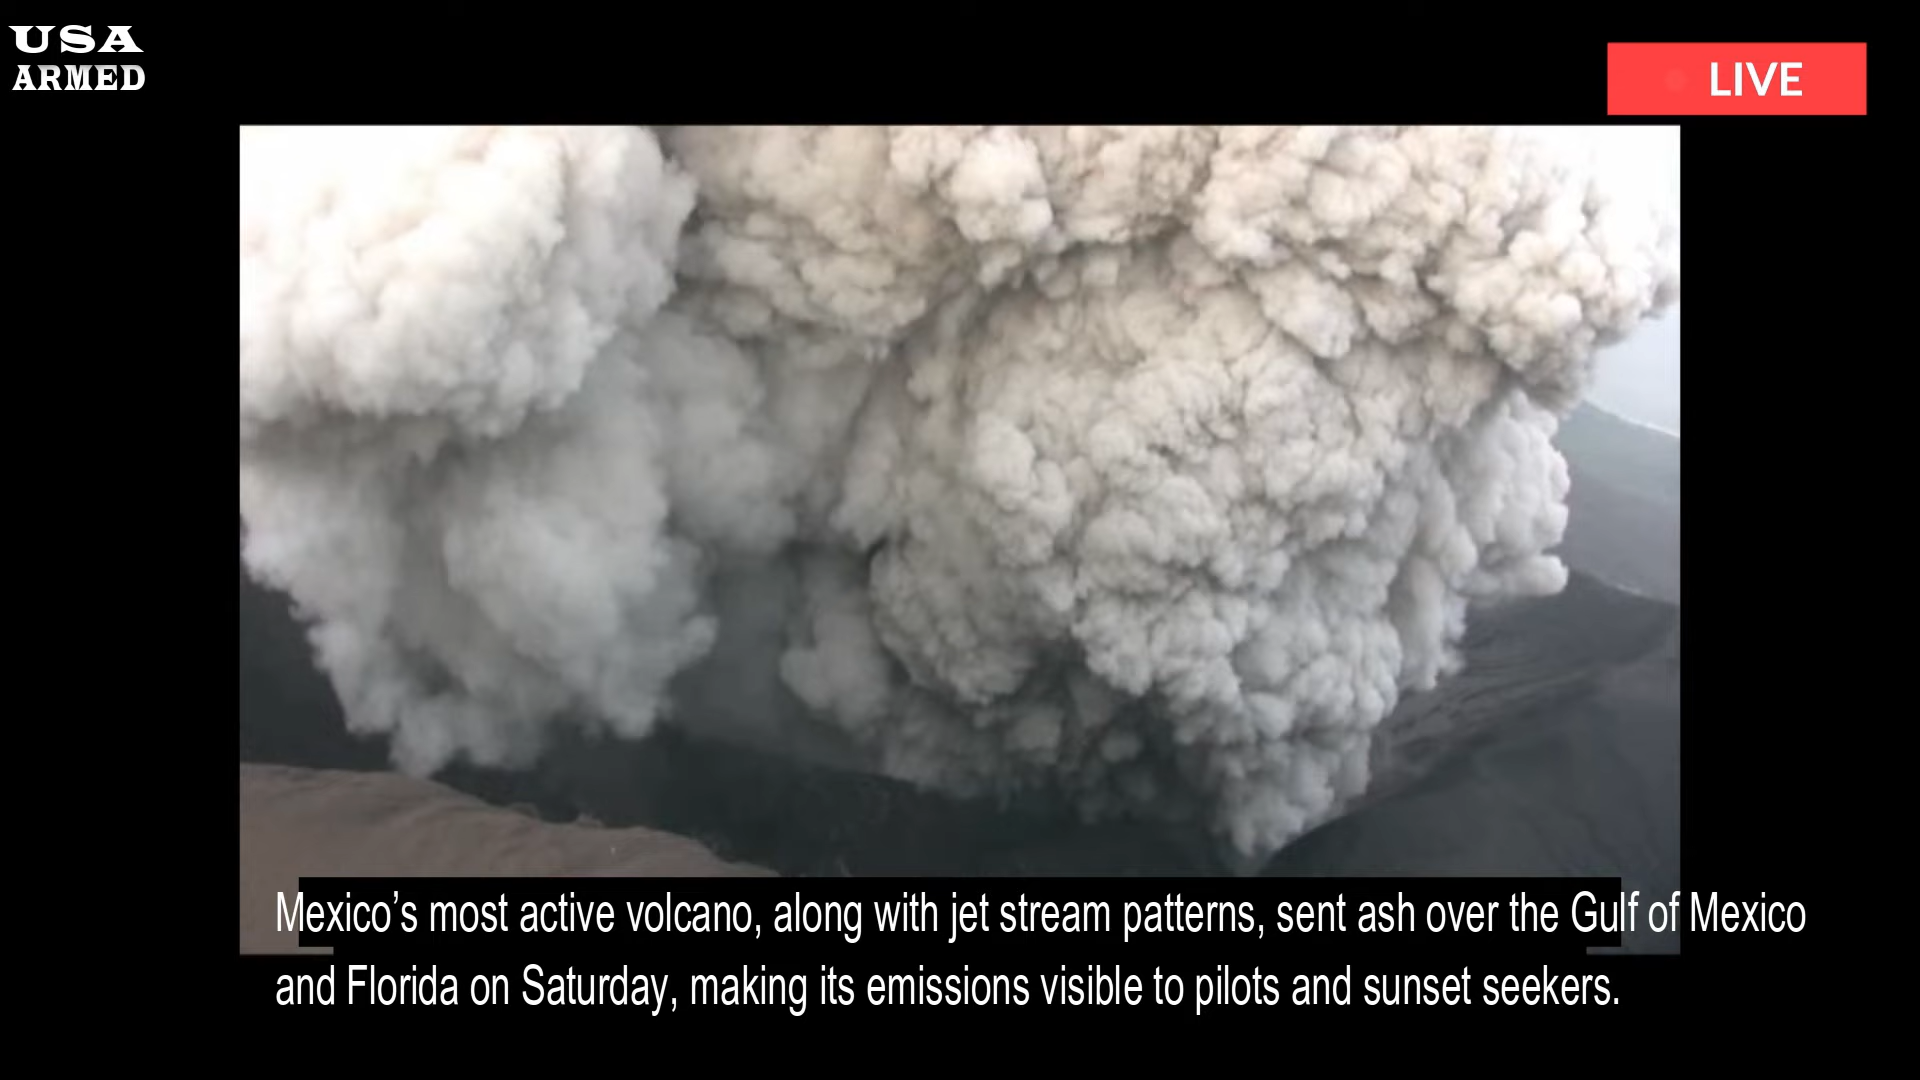 USA
ARMED
LIVE
Mexico’s most active volcano, along with jet stream patterns, sent ash over the Gulf of Mexico
and Florida on Saturday, making its emissions visible to pilots and sunset seekers.